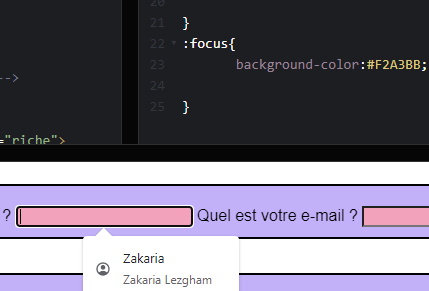 21 }
22 :focus{
23 background-color:#F2A3BB;
24
-->
25 }
="riche">
? Quel est votre e-mail ?
Zakaria
Zakaria Lezgham